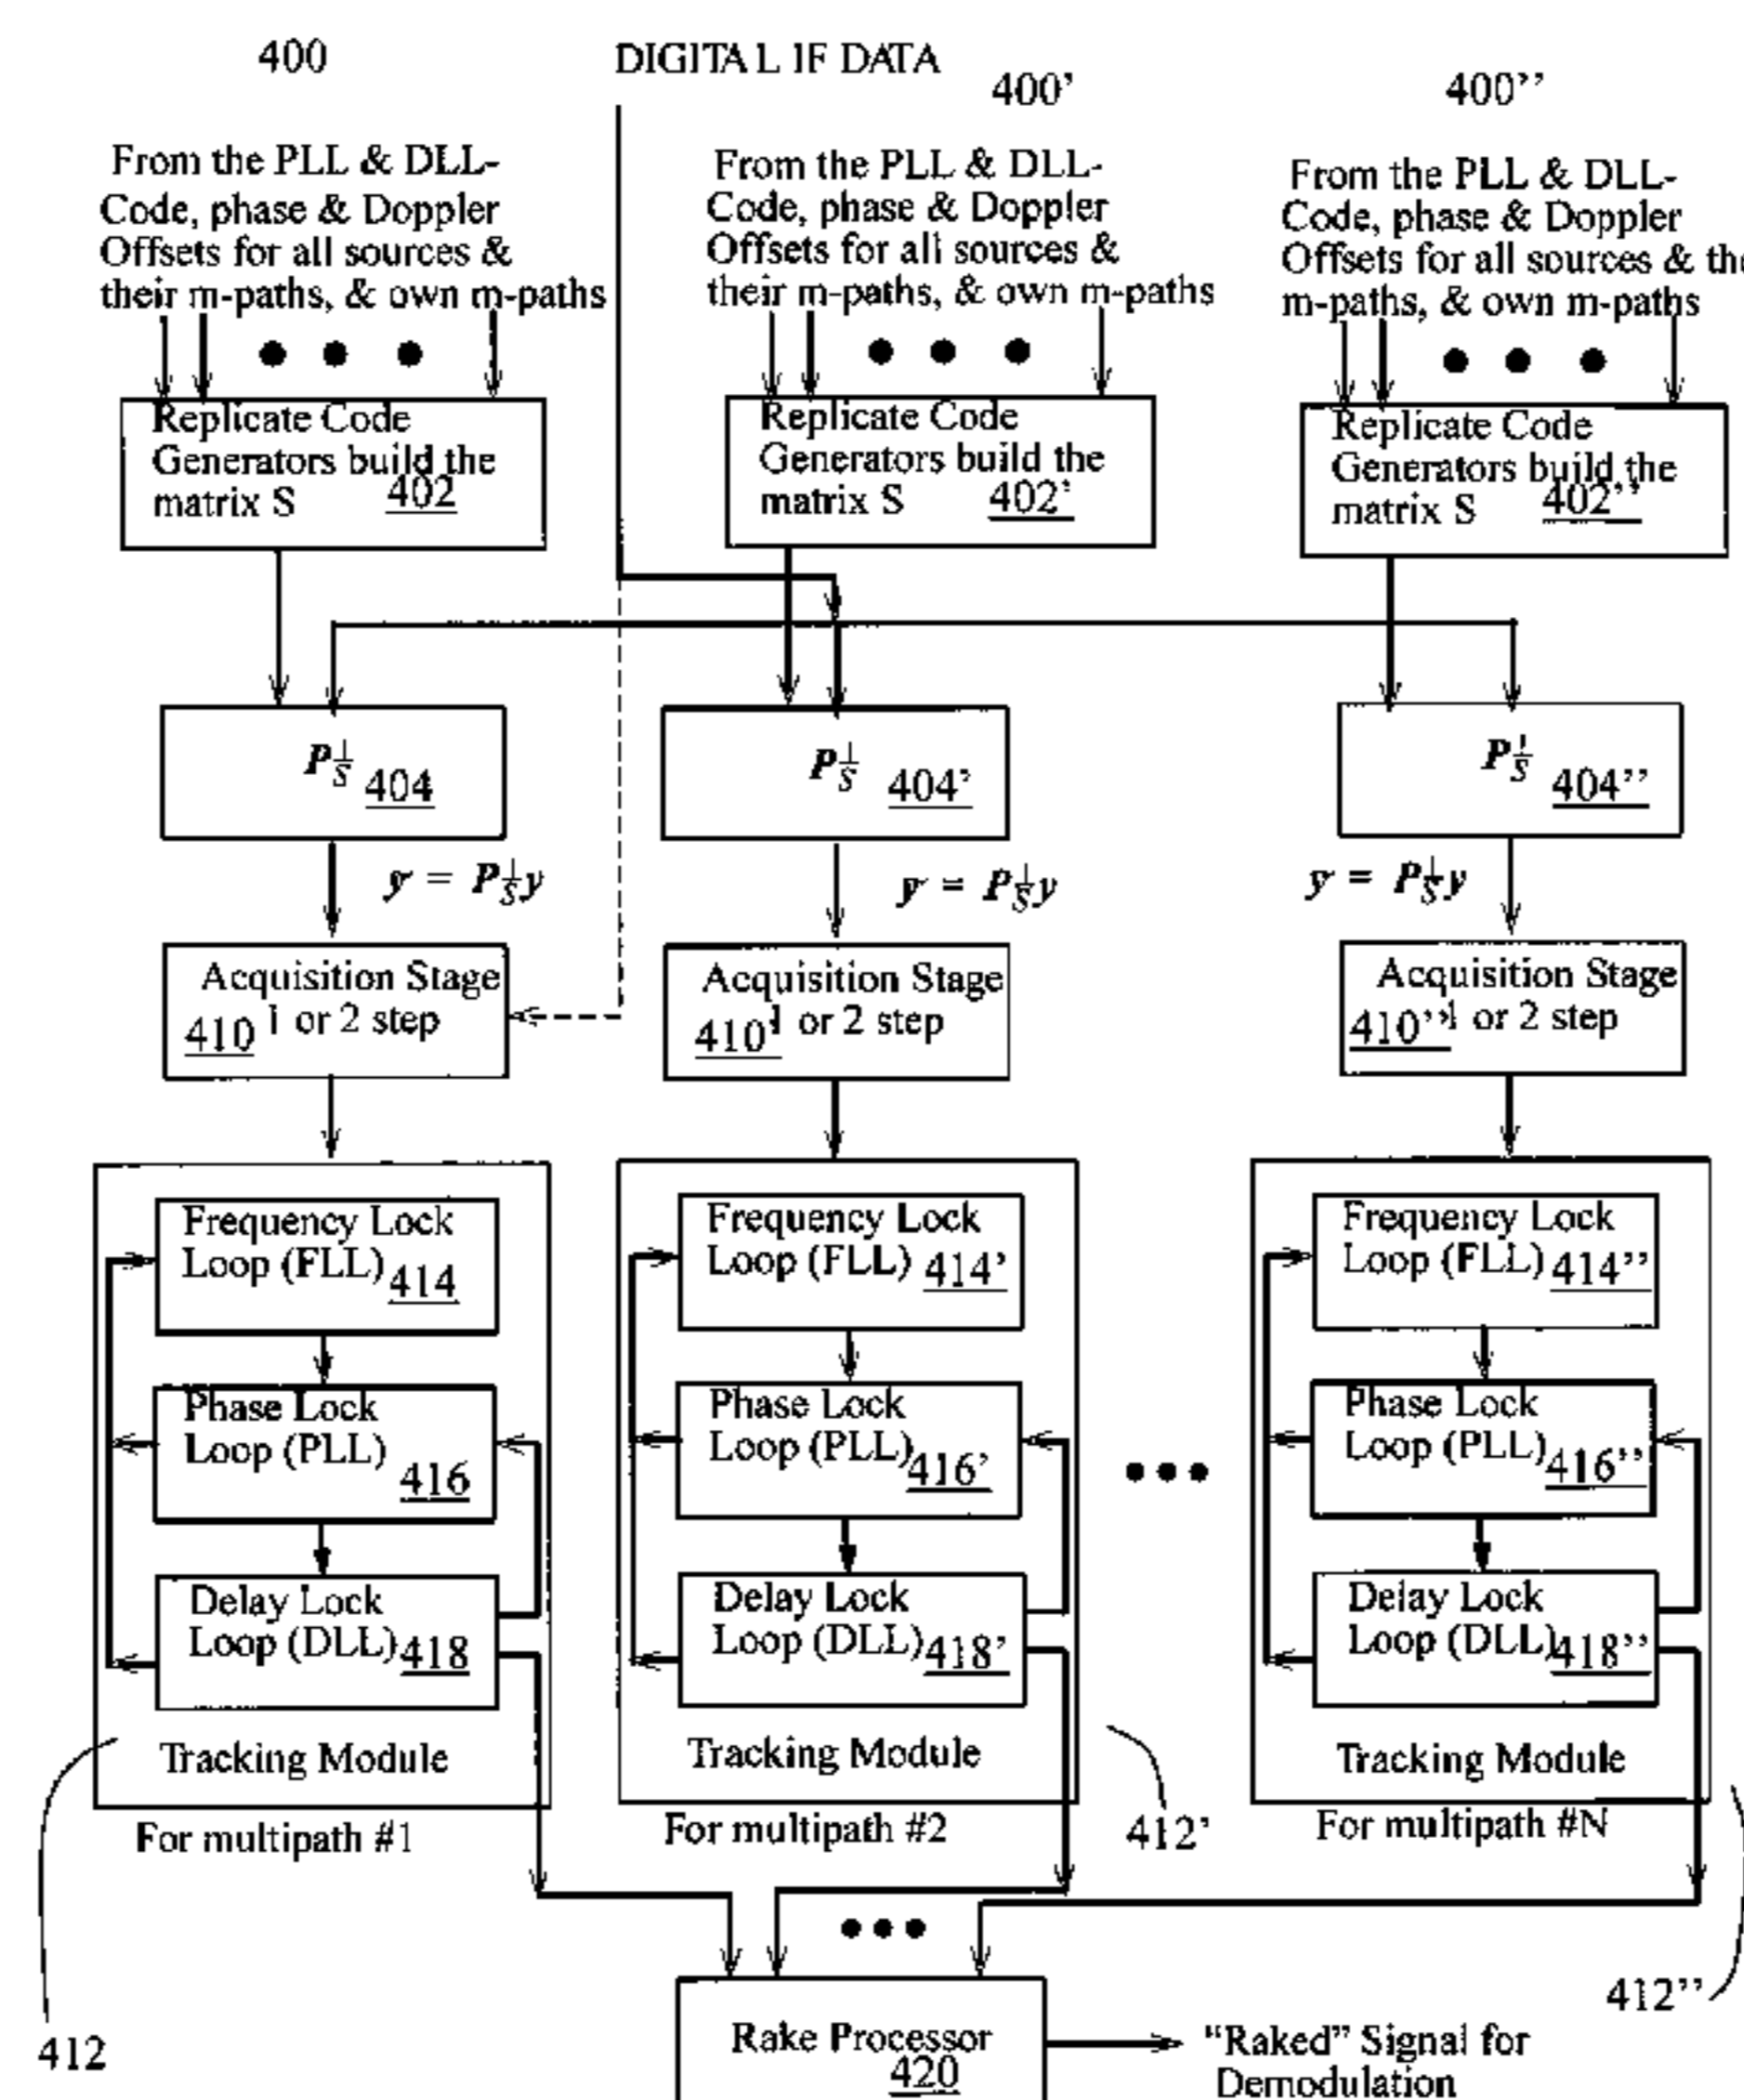 400
DIGITAL IF DATA
400'
400''
From the PLL & DLL-
Code, phase & Doppler
Offsets for all sources &
their m-paths, & own m-paths
From the PLL & DLL-
Code, phase & Doppler
Offsets for all sources &
their m-paths, & own m-paths
From the PLL & DLL-
Code, phase & Doppler
Offsets for all sources & the
m-paths, & own m-paths
Replicate Code
Generators build the
matrix S 402
Replicate Code
Generators build the
matrix S 402'
Replicate Code
Generators build the
matrix S 402''
P⊥S 404
P⊥S 404'
P⊥S 404''
y = P⊥S y
y = P⊥S y
y = P⊥S y
Acquisition Stage
410 1 or 2 step
Acquisition Stage
410' 1 or 2 step
Acquisition Stage
410'' 1 or 2 step
Frequency Lock
Loop (FLL) 414
Phase Lock
Loop (PLL)
416
Delay Lock
Loop (DLL) 418
Tracking Module
For multipath #1
412
Frequency Lock
Loop (FLL) 414'
Phase Lock
Loop (PLL) 416'
Delay Lock
Loop (DLL) 418'
Tracking Module
For multipath #2
412'
Frequency Lock
Loop (FLL) 414''
Phase Lock
Loop (PLL) 416''
Delay Lock
Loop (DLL) 418''
Tracking Module
For multipath #N
412''
Rake Processor
420
“Raked” Signal for
Demodulation